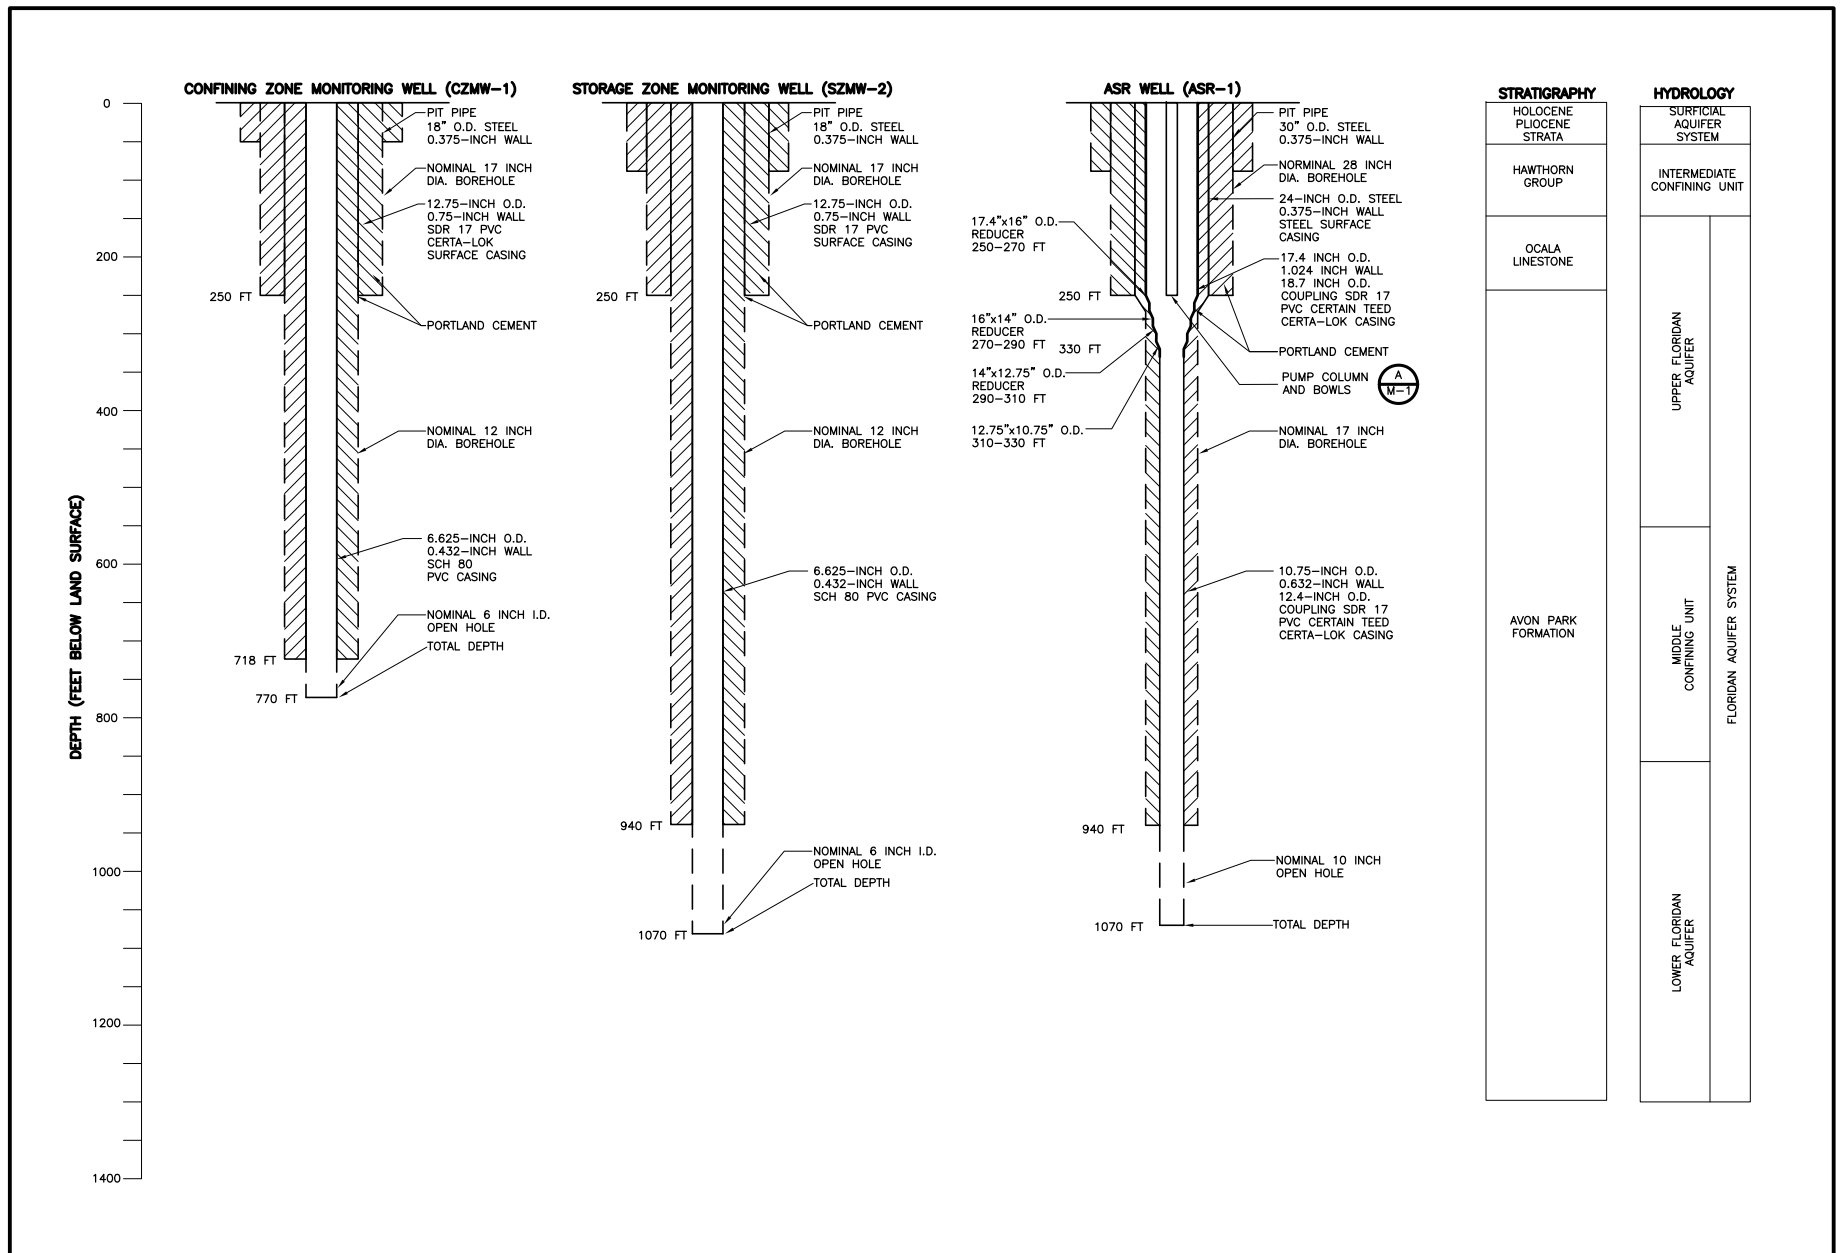 CONFINING ZONE MONITORING WELL (CZMW-1)
STORAGE ZONE MONITORING WELL (SZMW-2)
ASR WELL (ASR-1)
STRATIGRAPHY
HYDROLOGY
DEPTH (FEET BELOW LAND SURFACE)
0
200
400
600
800
1000
1200
1400
PIT PIPE
18" O.D. STEEL
0.375-INCH WALL
NOMINAL 17 INCH
DIA. BOREHOLE
12.75-INCH O.D.
0.75-INCH WALL
SDR 17 PVC
CERTA-LOK
SURFACE CASING
250 FT
PORTLAND CEMENT
NOMINAL 12 INCH
DIA. BOREHOLE
6.625-INCH O.D.
0.432-INCH WALL
SCH 80
PVC CASING
NOMINAL 6 INCH I.D.
OPEN HOLE
TOTAL DEPTH
718 FT
770 FT
PIT PIPE
18" O.D. STEEL
0.375-INCH WALL
NOMINAL 17 INCH
DIA. BOREHOLE
12.75-INCH O.D.
0.75-INCH WALL
SDR 17 PVC
SURFACE CASING
250 FT
PORTLAND CEMENT
NOMINAL 12 INCH
DIA. BOREHOLE
6.625-INCH O.D.
0.432-INCH WALL
SCH 80 PVC CASING
940 FT
NOMINAL 6 INCH I.D.
OPEN HOLE
TOTAL DEPTH
1070 FT
17.4"x16" O.D.
REDUCER
250-270 FT
250 FT
16"x14" O.D.
REDUCER
270-290 FT
330 FT
14"x12.75" O.D.
REDUCER
290-310 FT
12.75"x10.75" O.D.
310-330 FT
PIT PIPE
30" O.D. STEEL
0.375-INCH WALL
NORMINAL 28 INCH
DIA. BOREHOLE
24-INCH O.D. STEEL
0.375-INCH WALL
STEEL SURFACE
CASING
17.4 INCH O.D.
1.024 INCH WALL
18.7 INCH O.D.
COUPLING SDR 17
PVC CERTAIN TEED
CERTA-LOK CASING
PORTLAND CEMENT
PUMP COLUMN
AND BOWLS
A
M-1
NOMINAL 17 INCH
DIA. BOREHOLE
10.75-INCH O.D.
0.632-INCH WALL
12.4-INCH O.D.
COUPLING SDR 17
PVC CERTAIN TEED
CERTA-LOK CASING
940 FT
NOMINAL 10 INCH
OPEN HOLE
1070 FT
TOTAL DEPTH
HOLOCENE
PLIOCENE
STRATA
HAWTHORN
GROUP
OCALA
LINESTONE
AVON PARK
FORMATION
SURFICIAL
AQUIFER
SYSTEM
INTERMEDIATE
CONFINING UNIT
UPPER FLORIDAN
AQUIFER
MIDDLE
CONFINING UNIT
LOWER FLORIDAN
AQUIFER
FLORIDAN AQUIFER SYSTEM